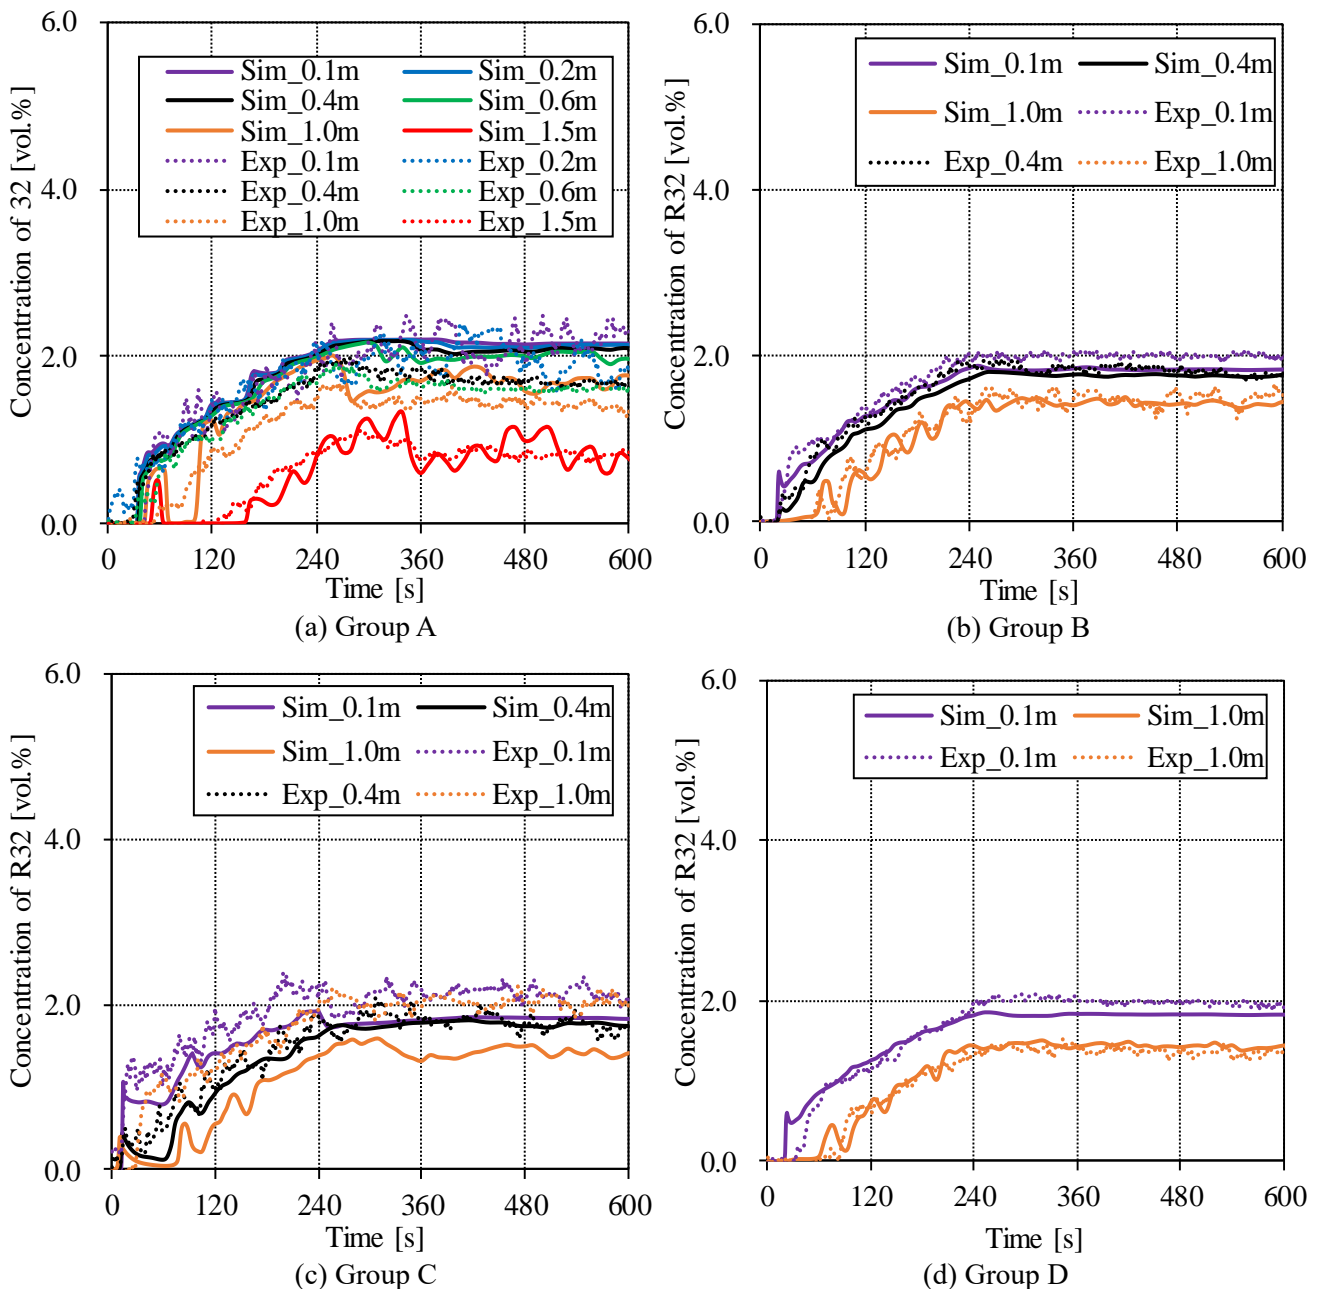 6.0
4.0
2.0
0.0
Concentration of 32 [vol.%]
Sim_0.1m Sim_0.2m
Sim_0.4m Sim_0.6m
Sim_1.0m Sim_1.5m
Exp_0.1m Exp_0.2m
Exp_0.4m Exp_0.6m
Exp_1.0m Exp_1.5m
0 120 240 360 480 600
Time [s]
(a) Group A
6.0
4.0
2.0
0.0
Concentration of R32 [vol.%]
Sim_0.1m Sim_0.4m
Sim_1.0m Exp_0.1m
Exp_0.4m Exp_1.0m
0 120 240 360 480 600
Time [s]
(b) Group B
6.0
4.0
2.0
0.0
Concentration of R32 [vol.%]
Sim_0.1m Sim_0.4m
Sim_1.0m Exp_0.1m
Exp_0.4m Exp_1.0m
0 120 240 360 480 600
Time [s]
(c) Group C
6.0
4.0
2.0
0.0
Concentration of R32 [vol.%]
Sim_0.1m Sim_1.0m
Exp_0.1m Exp_1.0m
0 120 240 360 480 600
Time [s]
(d) Group D